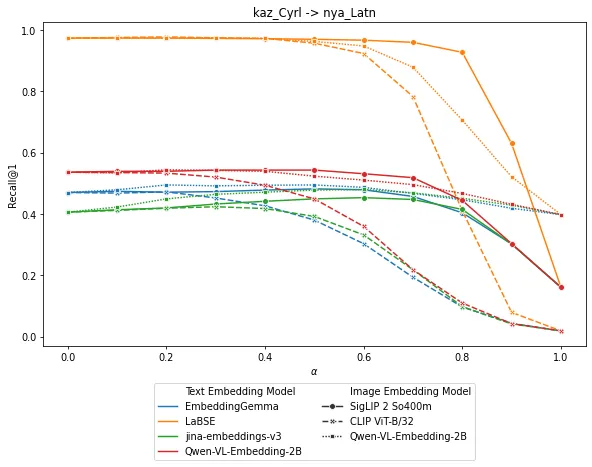 kaz_Cyrl -> nya_Latn
1.0
0.8
0.6
0.4
0.2
0.0
Recall@1
0.0 0.2 0.4 0.6 0.8 1.0
α
Text Embedding Model
EmbeddingGemma
LaBSE
jina-embeddings-v3
Qwen-VL-Embedding-2B
Image Embedding Model
SigLIP 2 So400m
CLIP ViT-B/32
Qwen-VL-Embedding-2B